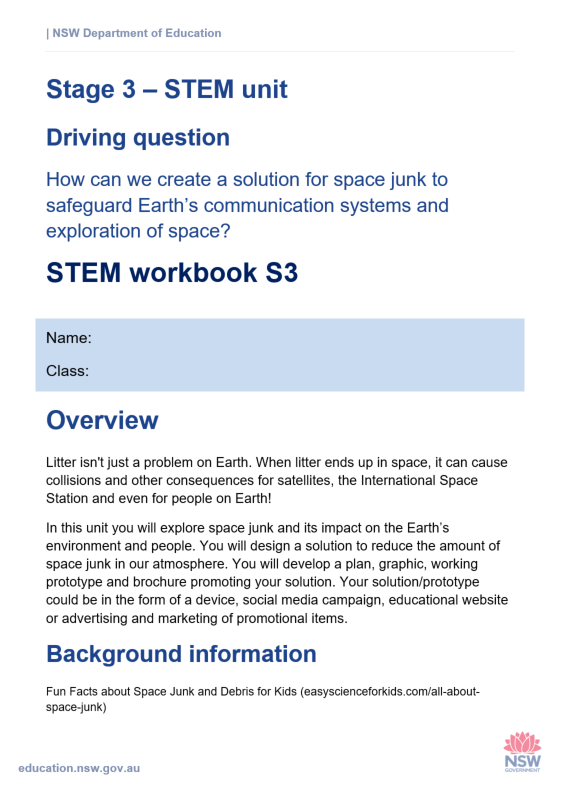 | NSW Department of Education
Stage 3 – STEM unit
Driving question
How can we create a solution for space junk to
safeguard Earth’s communication systems and
exploration of space?
STEM workbook S3
Name:
Class:
Overview
Litter isn't just a problem on Earth. When litter ends up in space, it can cause
collisions and other consequences for satellites, the International Space
Station and even for people on Earth!
In this unit you will explore space junk and its impact on the Earth’s
environment and people. You will design a solution to reduce the amount of
space junk in our atmosphere. You will develop a plan, graphic, working
prototype and brochure promoting your solution. Your solution/prototype
could be in the form of a device, social media campaign, educational website
or advertising and marketing of promotional items.
Background information
Fun Facts about Space Junk and Debris for Kids (easyscienceforkids.com/all-about-
space-junk)
education.nsw.gov.au
NSW
GOVERNMENT